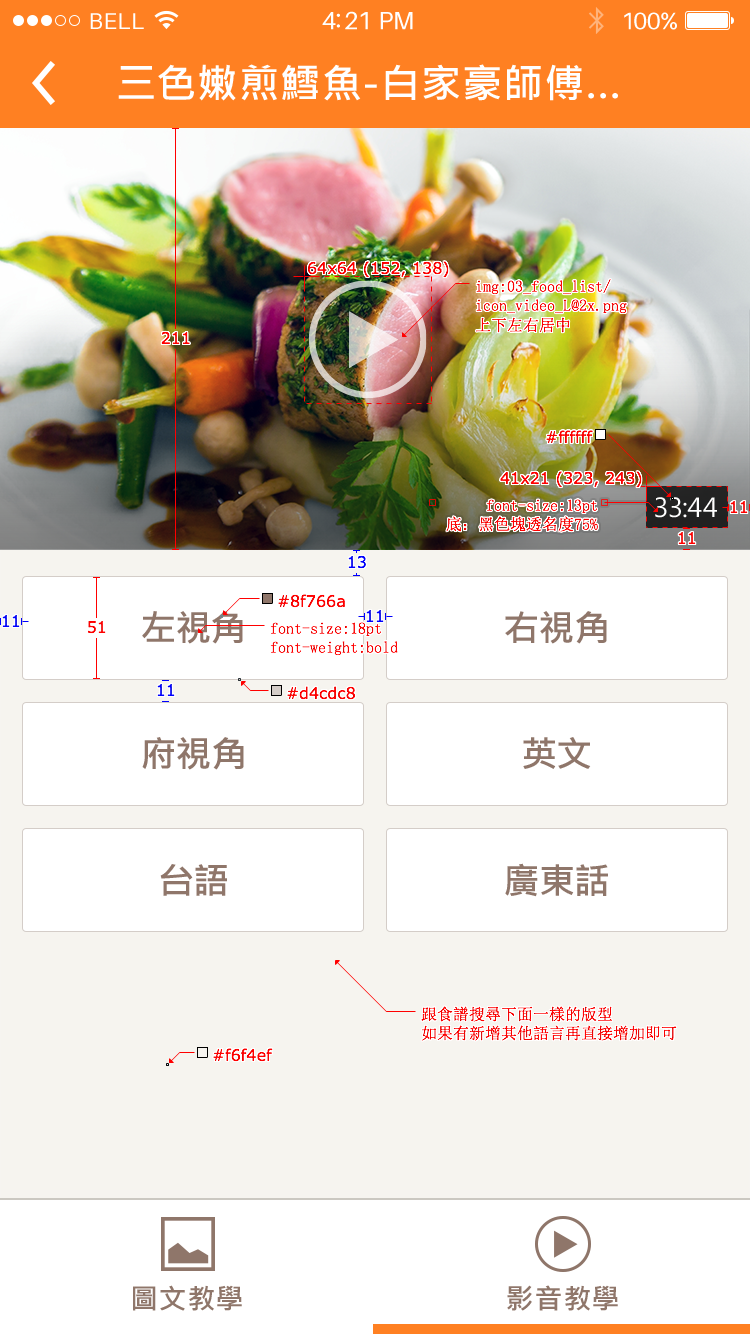 BELL 4:21 PM 100%
三色嫩煎鱈魚-白家豪師傅...
64x64 (152, 138)
img:03_food_list/
icon_video_L@2x.png
上下左右居中
211
#ffffff
41x21 (323, 243)
font-size:13pt
底: 黑色塊透名度75%
33:44
11
11
13
11
51
左視角
#8f766a
font-size:18pt
font-weight:bold
11
右視角
11
#d4cdc8
府視角
英文
台語
廣東話
跟食譜搜尋下面一樣的版型
如果有新增其他語言再直接增加即可
#f6f4ef
圖文教學
影音教學